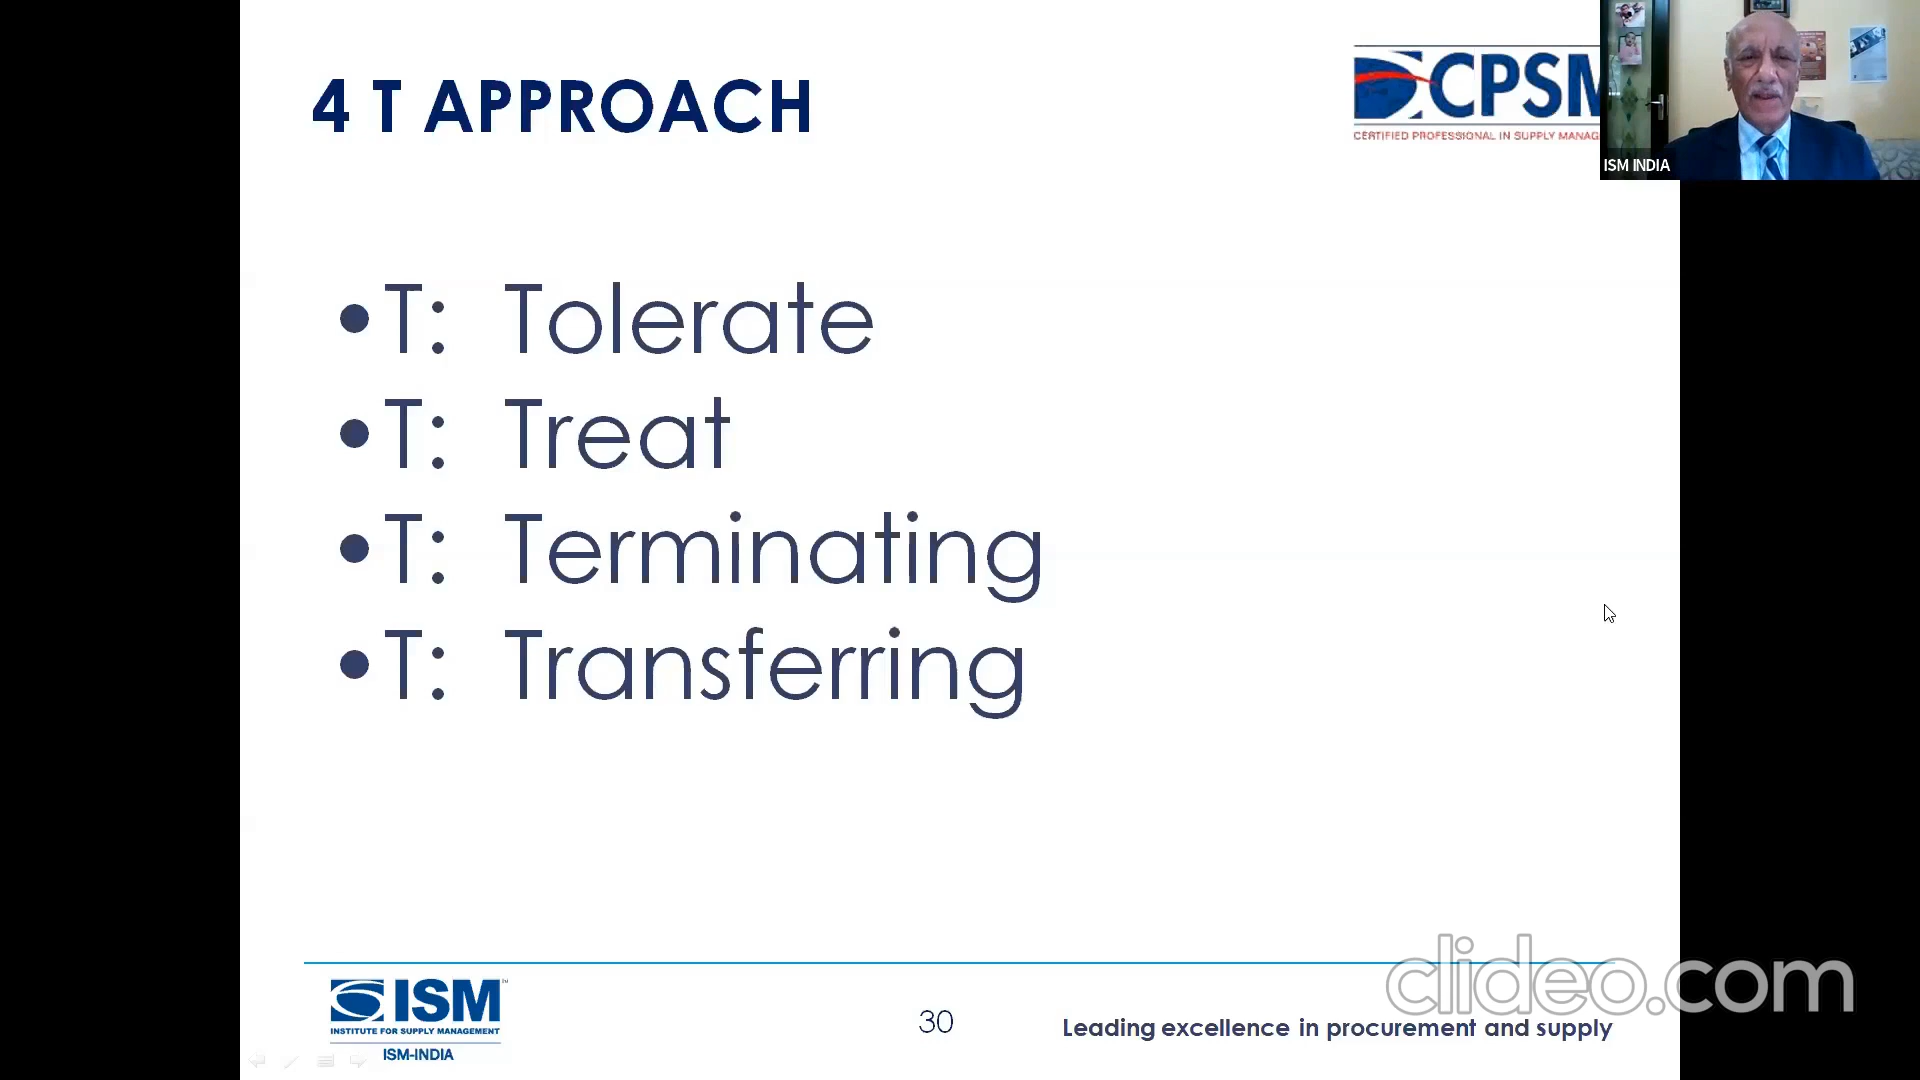 4 T APPROACH
CPSM
CERTIFIED PROFESSIONAL IN SUPPLY MANAG
ISM INDIA
•T: Tolerate
•T: Treat
•T: Terminating
•T: Transferring
clideo.com
ISM
INSTITUTE FOR SUPPLY MANAGEMENT
ISM-INDIA
30
Leading excellence in procurement and supply